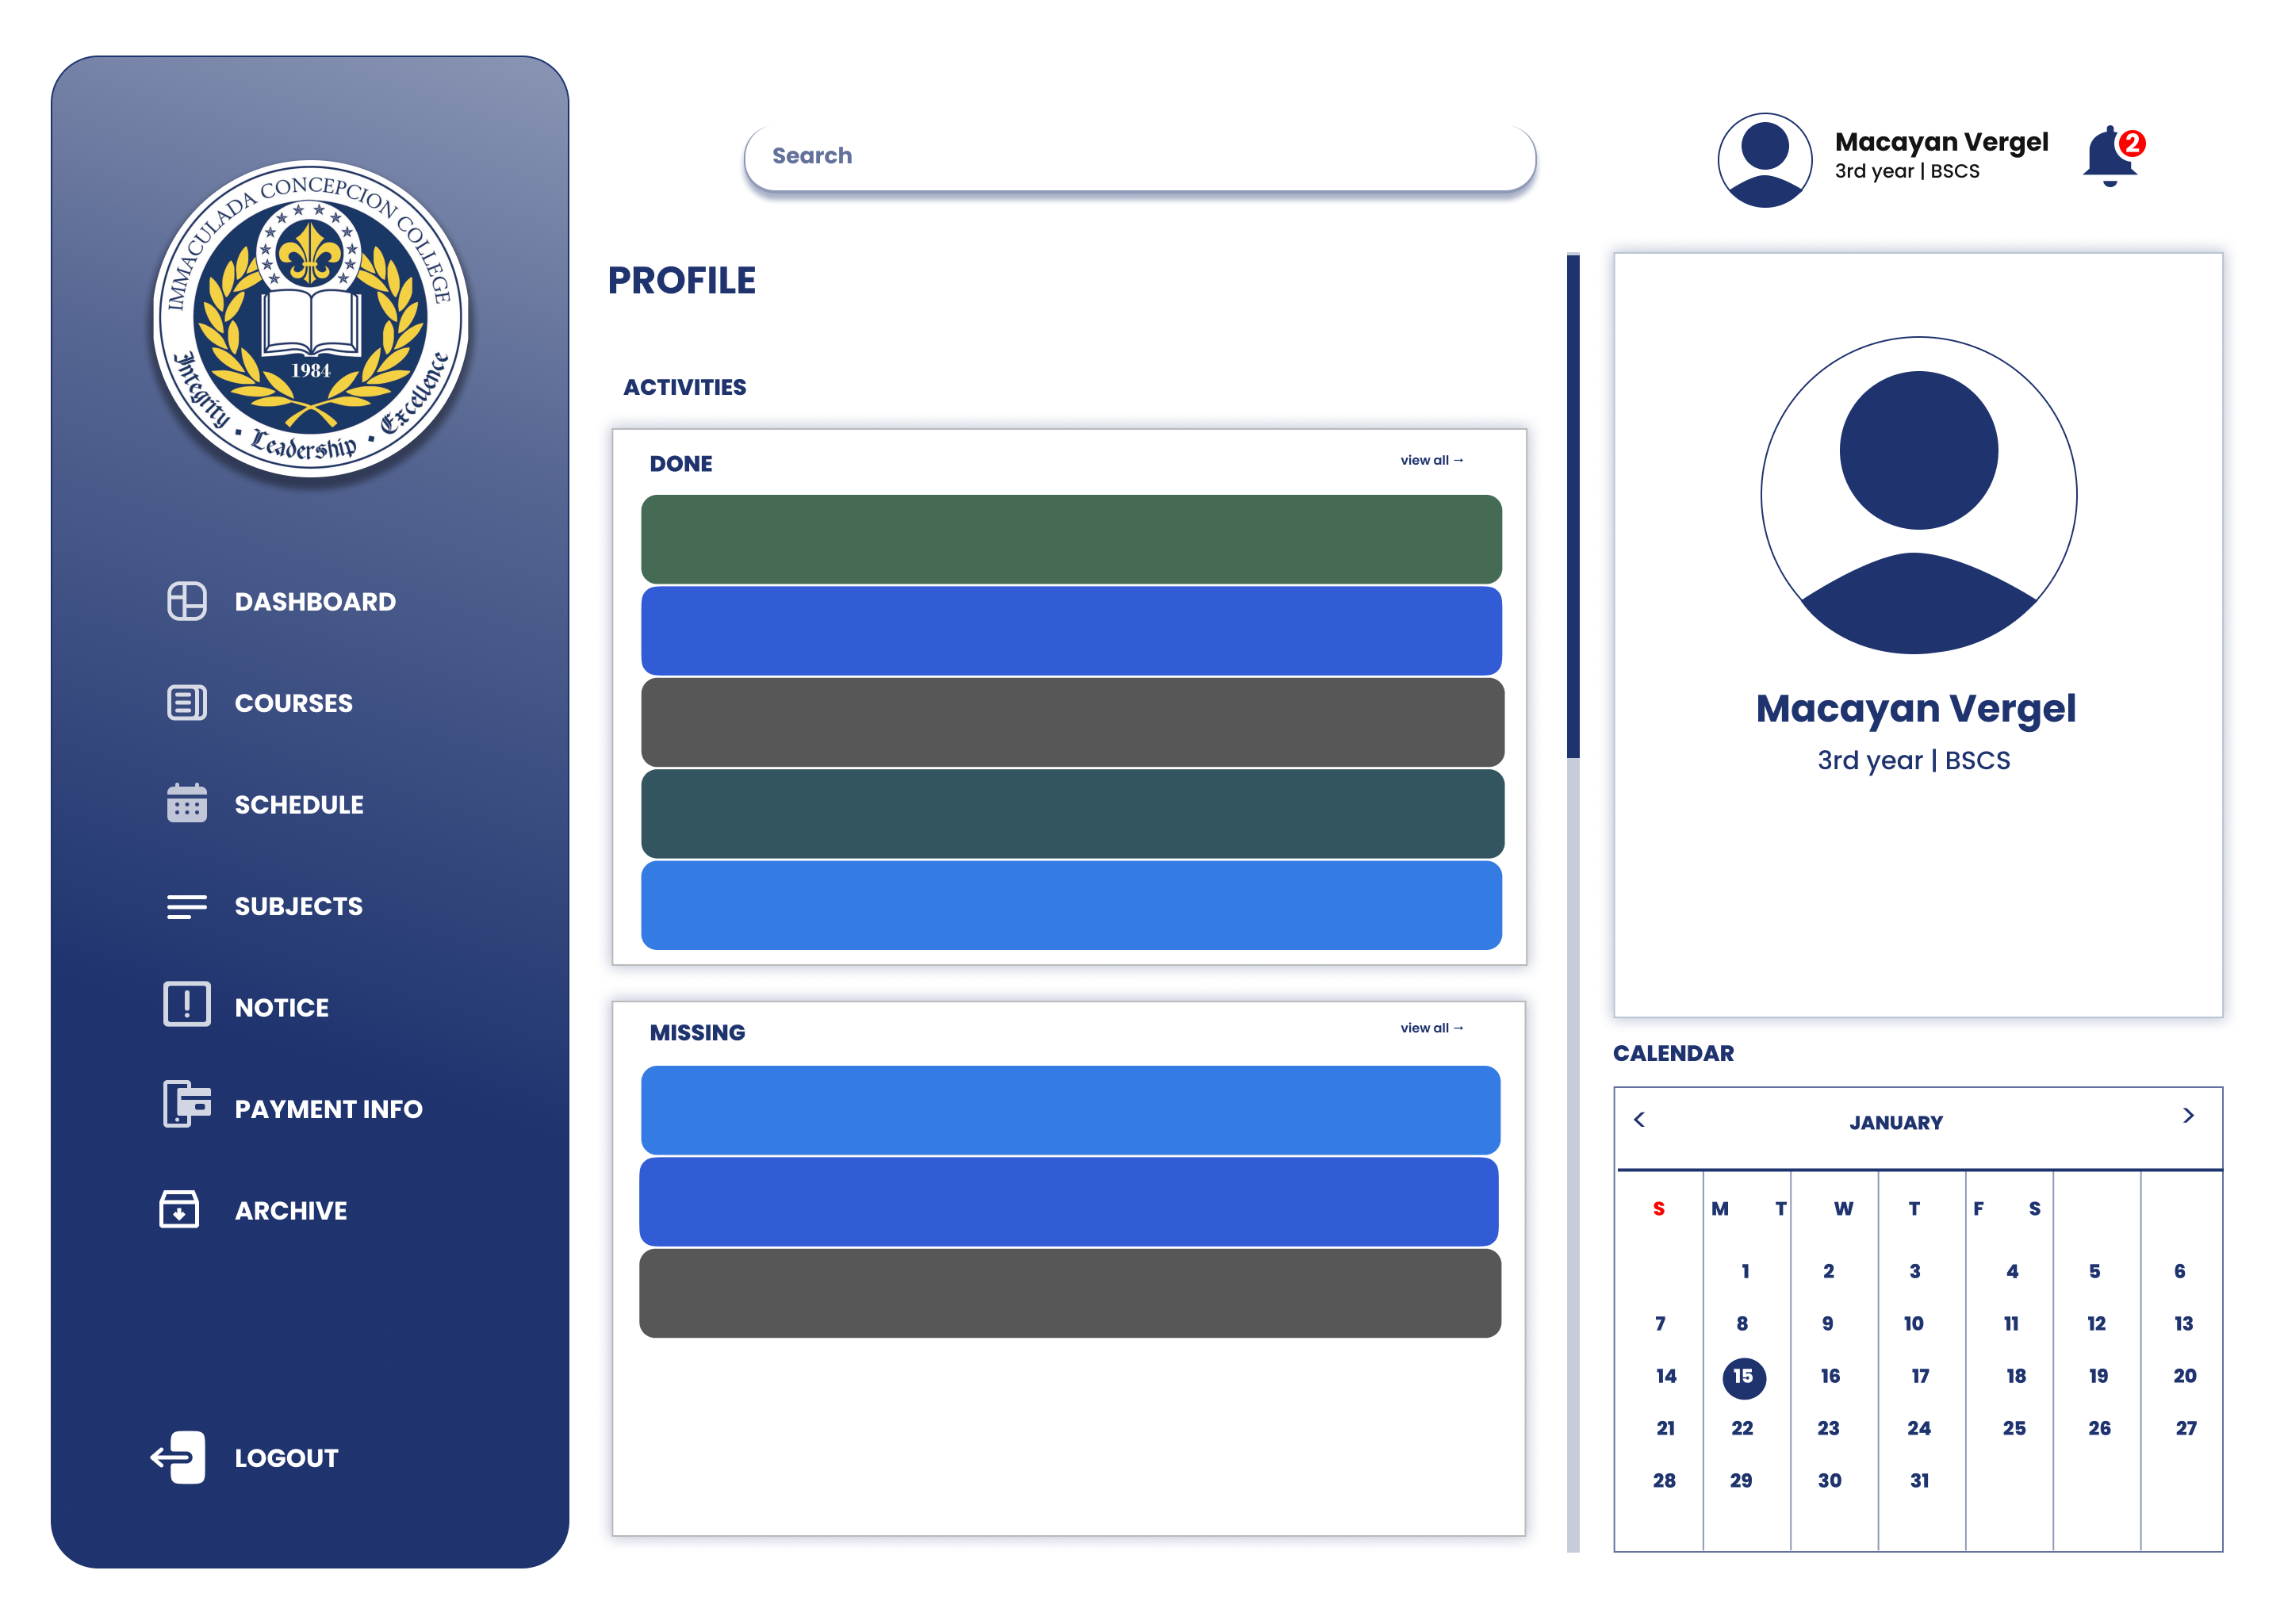 IMMACULADA CONCEPCION COLLEGE
1984
Integrity • Leadership • Excellence
DASHBOARD
COURSES
SCHEDULE
SUBJECTS
NOTICE
PAYMENT INFO
ARCHIVE
LOGOUT
Search
Macayan Vergel
3rd year | BSCS
2
PROFILE
ACTIVITIES
DONE
view all →
MISSING
view all →
Macayan Vergel
3rd year | BSCS
CALENDAR
< JANUARY >
S M T W T F S
1 2 3 4 5 6
7 8 9 10 11 12 13
14 15 16 17 18 19 20
21 22 23 24 25 26 27
28 29 30 31